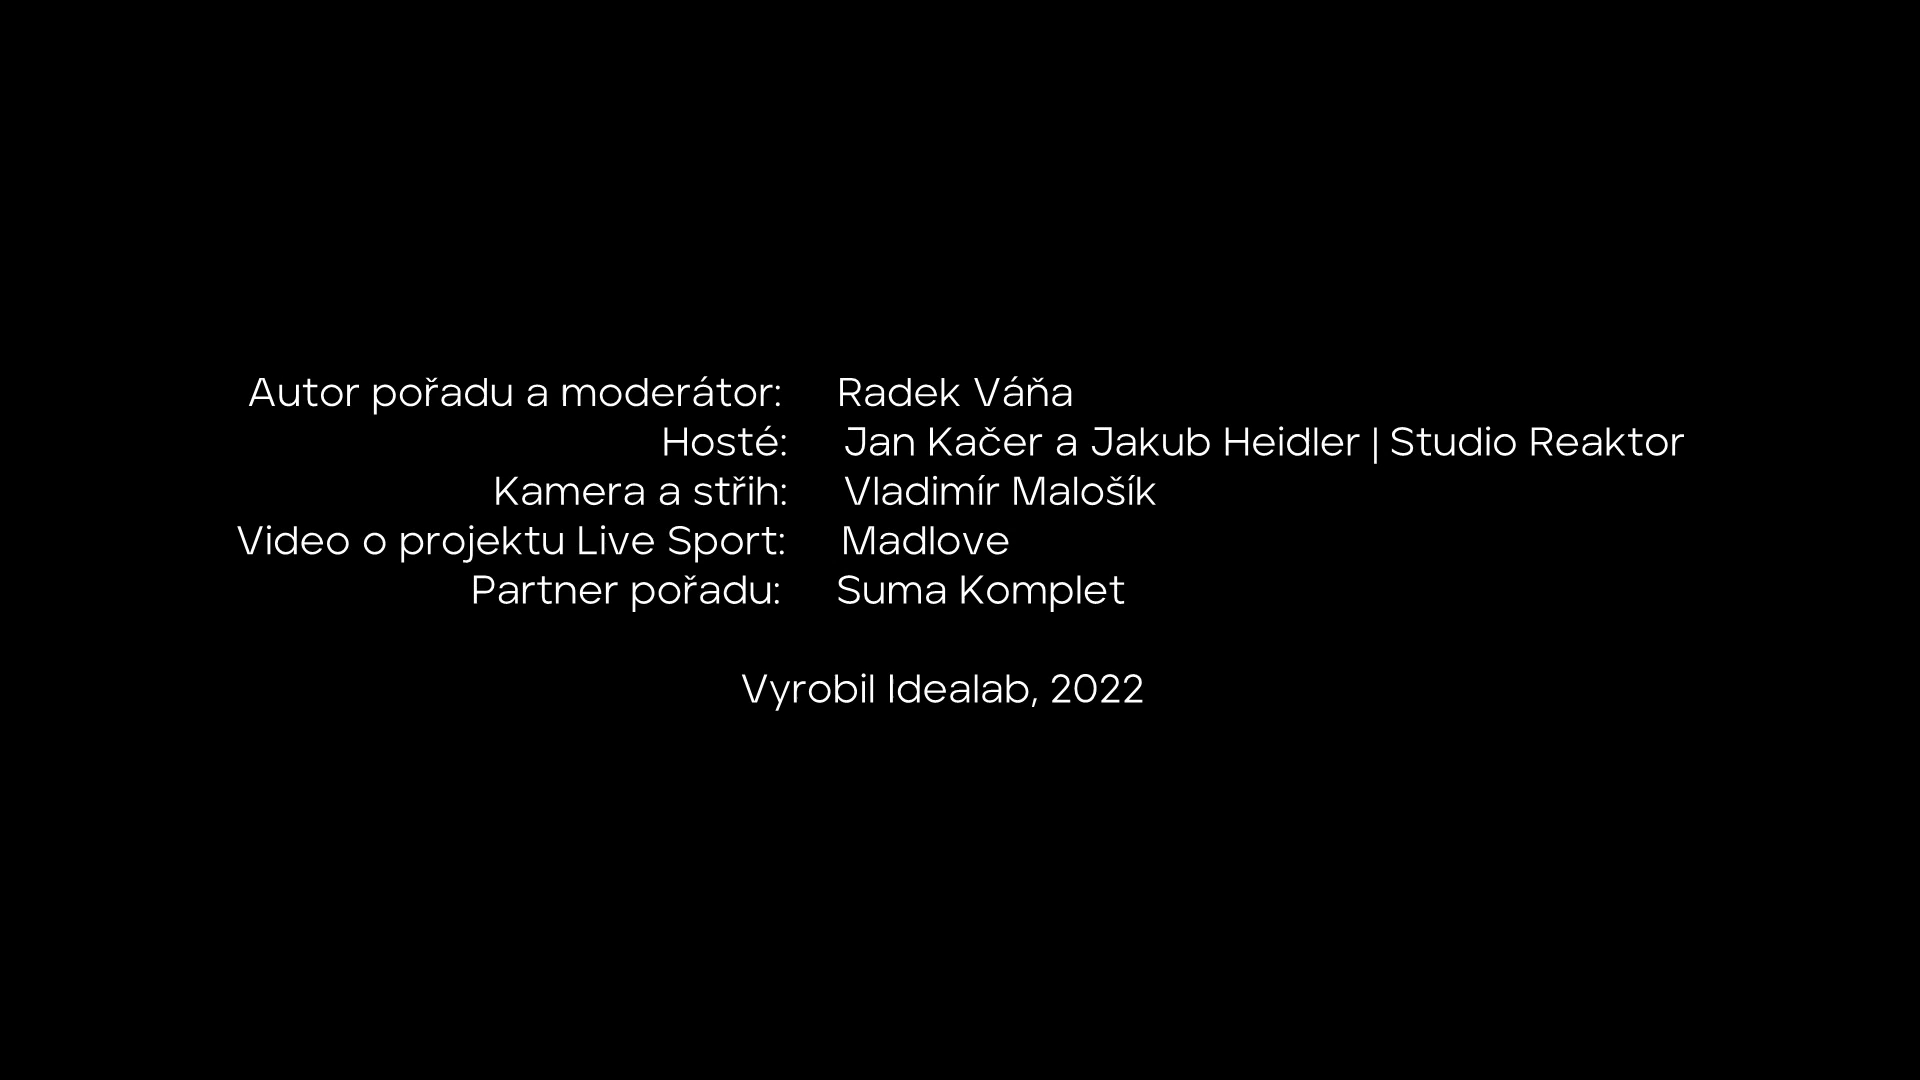 Autor pořadu a moderátor: Radek Váňa
Hosté: Jan Kačer a Jakub Heidler | Studio Reaktor
Kamera a střih: Vladimír Malošík
Video o projektu Live Sport: Madlove
Partner pořadu: Suma Komplet
Vyrobil Idealab, 2022